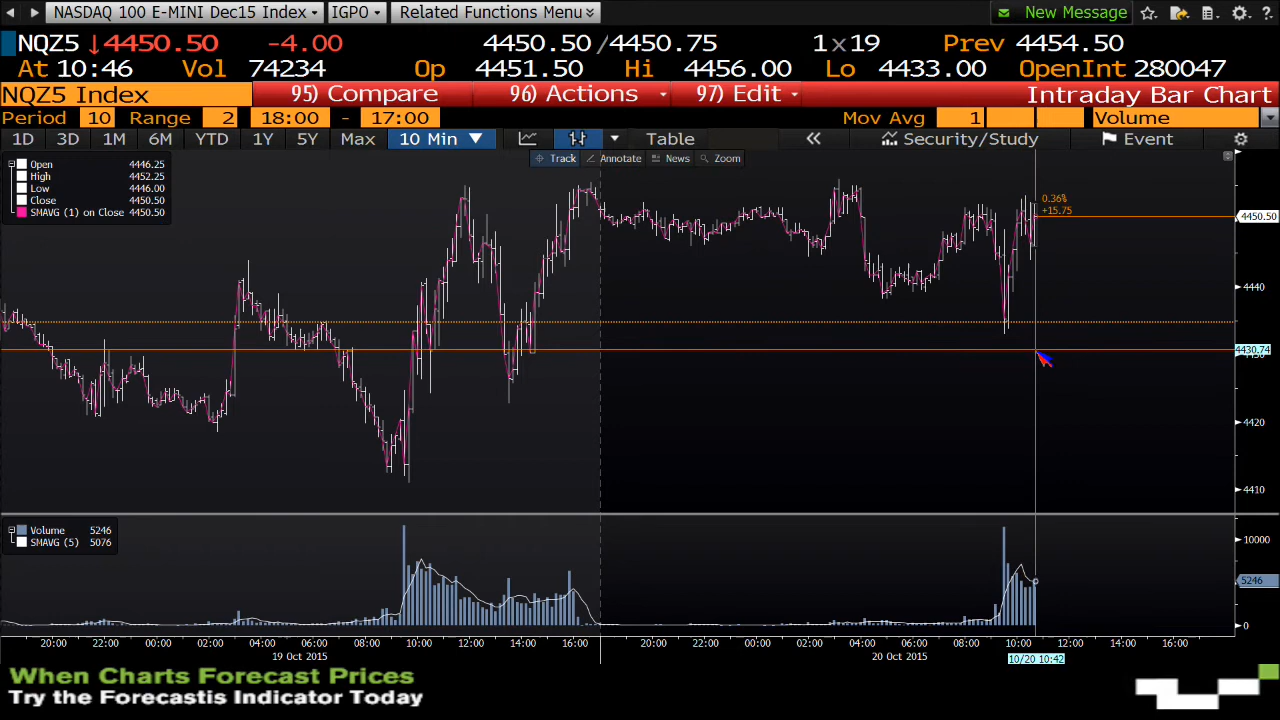 NASDAQ 100 E-MINI Dec15 Index IGPO Related Functions Menu New Message
NQZ5 ↓4450.50 -4.00 4450.50/4450.75 1x19 Prev 4454.50
At 10:46 Vol 74234 Op 4451.50 Hi 4456.00 Lo 4433.00 OpenInt 280047
NQZ5 Index 95) Compare 96) Actions 97) Edit Intraday Bar Chart
Period 10 Range 2 18:00 - 17:00 Mov Avg 1 Volume
1D 3D 1M 6M YTD 1Y 5Y Max 10 Min ▼ Table « Security/Study Event
Track Annotate News Zoom
Open 4446.25
High 4452.25
Low 4446.00
Close 4450.50
SMAVG (1) on Close 4450.50
0.36%
+15.75
4450.50
4440
4430.74
4420
4410
Volume 5246
SMAVG (5) 5076
10000
5246
0
20:00 22:00 00:00 02:00 04:00 06:00 08:00 10:00 12:00 14:00 16:00 20:00 22:00 00:00 02:00 04:00 06:00 08:00 10:00 12:00 14:00 16:00
19 Oct 2015 20 Oct 2015 10/20 10:42
When Charts Forecast Prices
Try the Forecastis Indicator Today